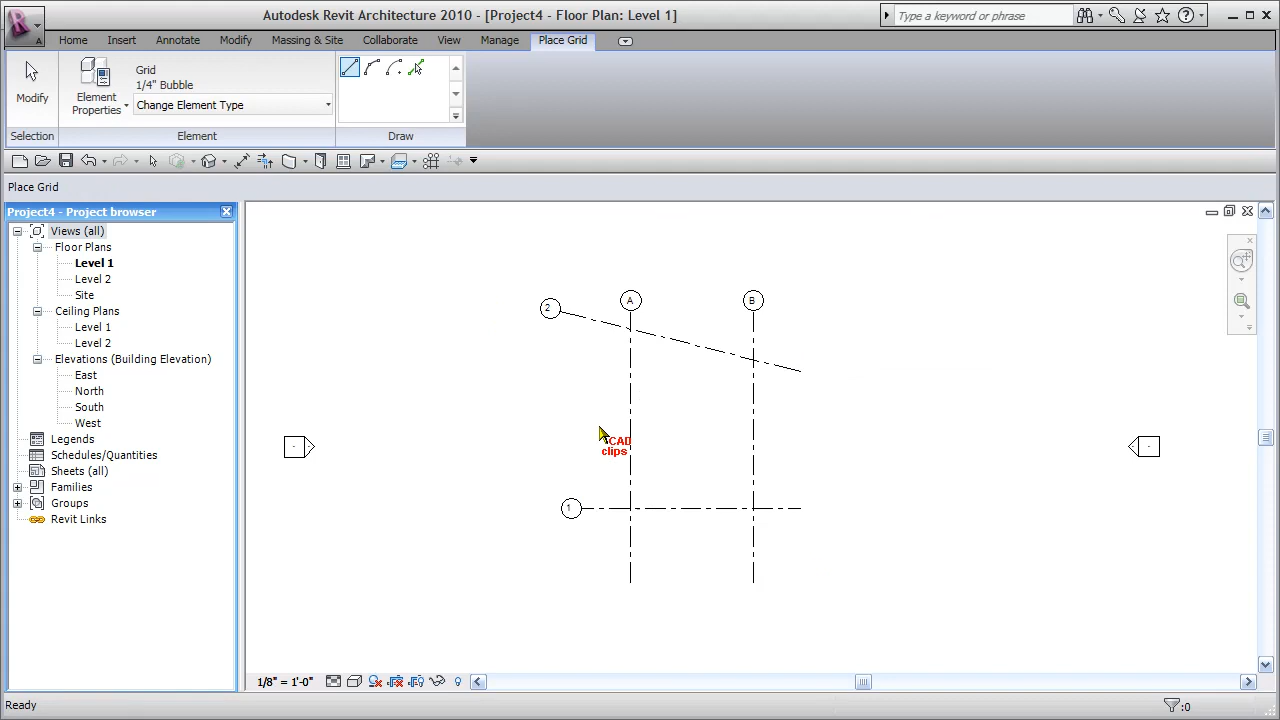 Autodesk Revit Architecture 2010 - [Project4 - Floor Plan: Level 1]
Type a keyword or phrase
Home Insert Annotate Modify Massing & Site Collaborate View Manage Place Grid
Modify
Element
Properties
Grid
1/4" Bubble
Change Element Type
Selection Element Draw
Place Grid
Project4 - Project browser
Views (all)
Floor Plans
Level 1
Level 2
Site
Ceiling Plans
Level 1
Level 2
Elevations (Building Elevation)
East
North
South
West
Legends
Schedules/Quantities
Sheets (all)
Families
Groups
Revit Links
2 A B
CAD
clips
1
1/8" = 1'-0"
Ready
:0